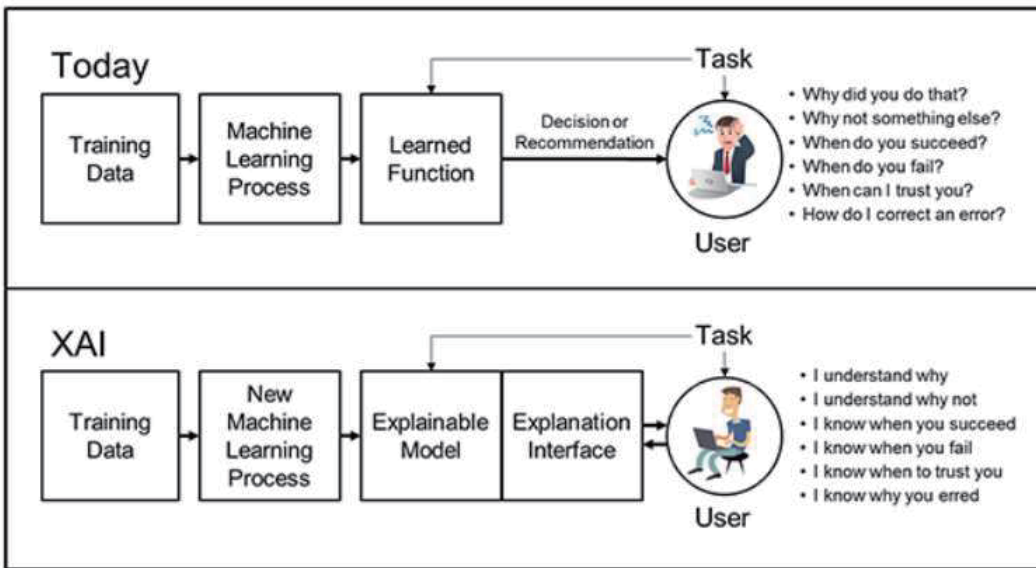 Today
Task
Training
Data
Machine
Learning
Process
Learned
Function
Decision or
Recommendation
User
• Why did you do that?
• Why not something else?
• When do you succeed?
• When do you fail?
• When can I trust you?
• How do I correct an error?
XAI
Task
Training
Data
New
Machine
Learning
Process
Explainable
Model
Explanation
Interface
User
• I understand why
• I understand why not
• I know when you succeed
• I know when you fail
• I know when to trust you
• I know why you erred